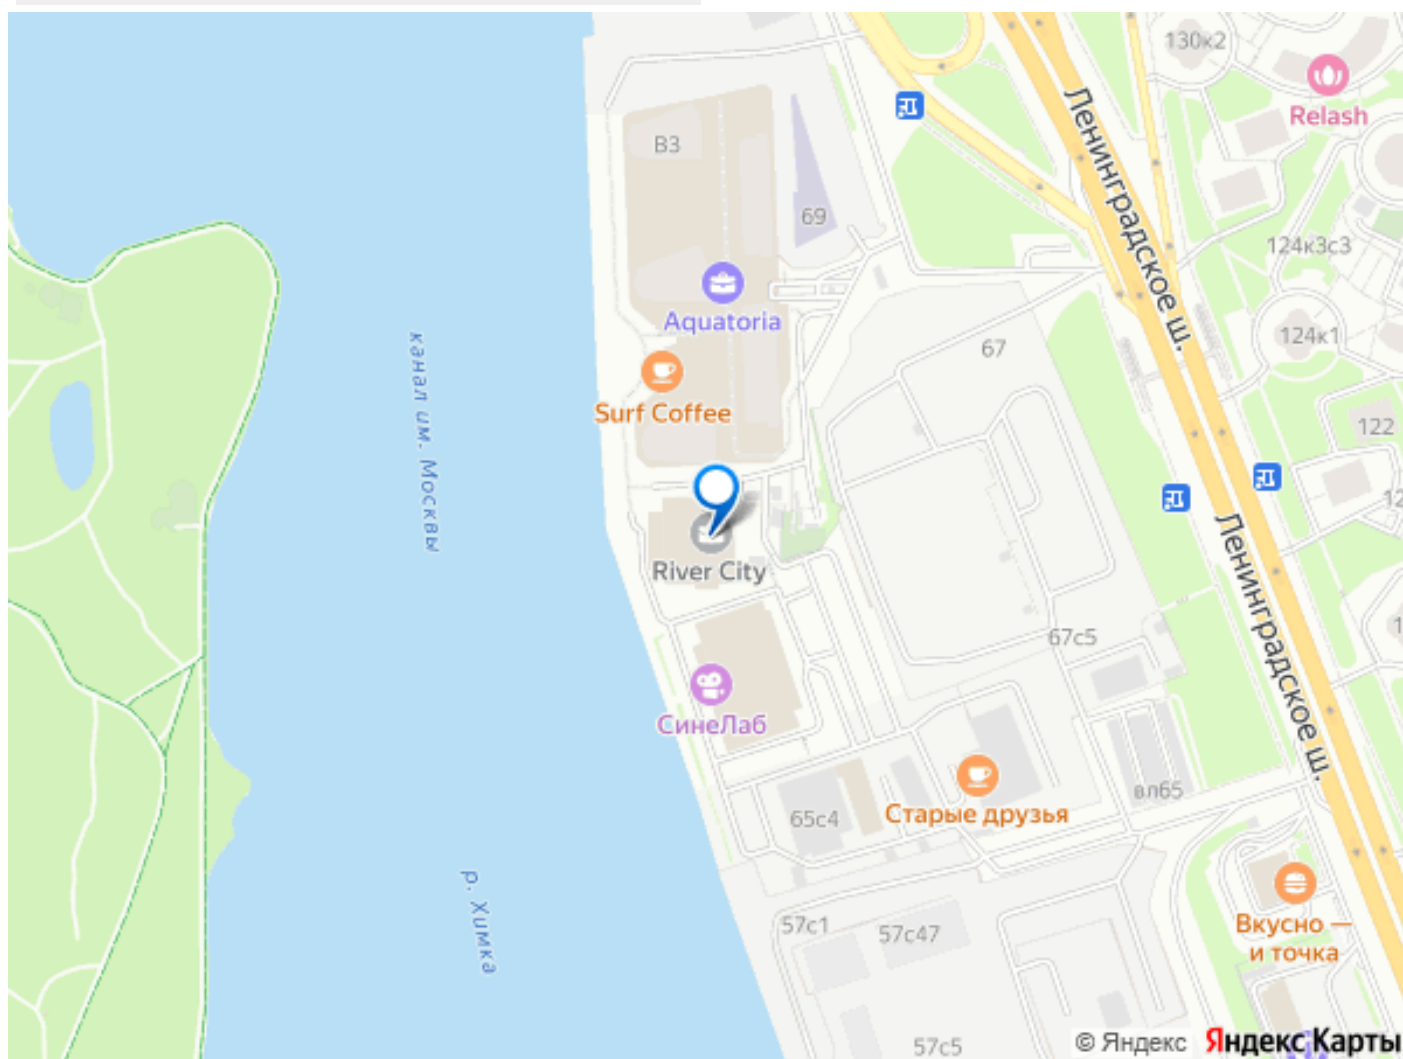 130к2
Relash
Ленинградское ш.
В3
69
124к3с3
Aquatoria
124к1
67
канал им. Москвы
Surf Coffee
122
River City
Ленинградское ш.
67с5
СинеЛаб
вл65
65с4
Старые друзья
р. Химка
57с1
57с47
Вкусно —
и точка
57с5
© Яндекс Яндекс Карты